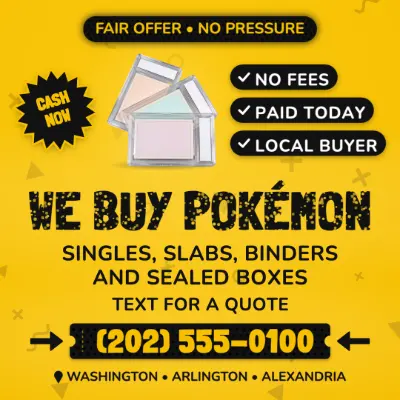 FAIR OFFER • NO PRESSURE
CASH
NOW
✓ NO FEES
✓ PAID TODAY
✓ LOCAL BUYER
WE BUY POKÉMON
SINGLES, SLABS, BINDERS
AND SEALED BOXES
TEXT FOR A QUOTE
(202) 555-0100
WASHINGTON • ARLINGTON • ALEXANDRIA